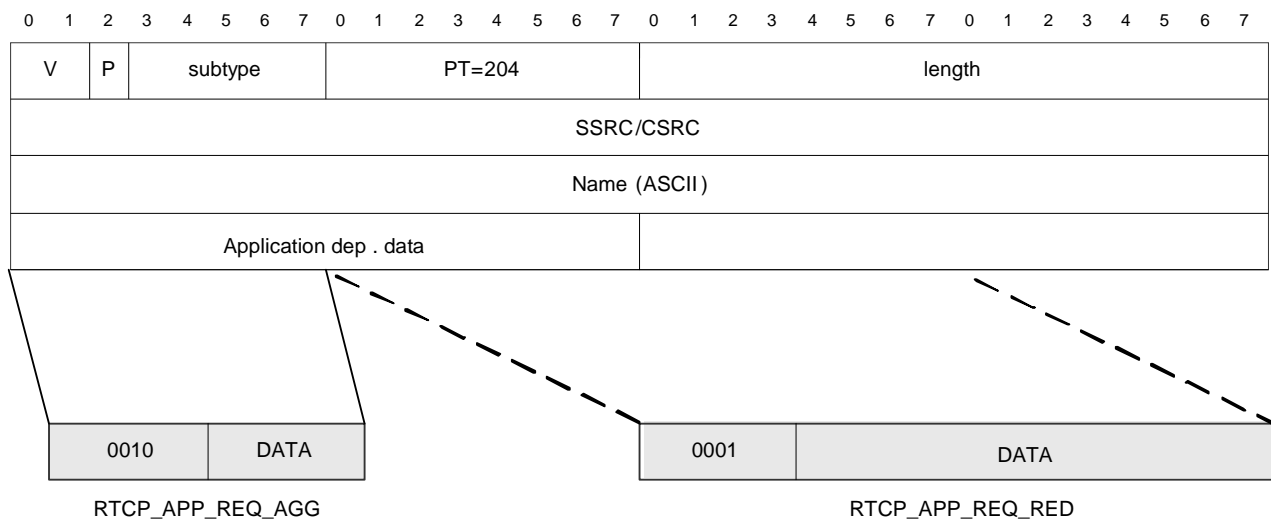 0 1 2 3 4 5 6 7 0 1 2 3 4 5 6 7 0 1 2 3 4 5 6 7 0 1 2 3 4 5 6 7
V P subtype PT=204 length
SSRC/CSRC
Name (ASCII)
Application dep . data
0010 DATA 0001 DATA
RTCP_APP_REQ_AGG RTCP_APP_REQ_RED